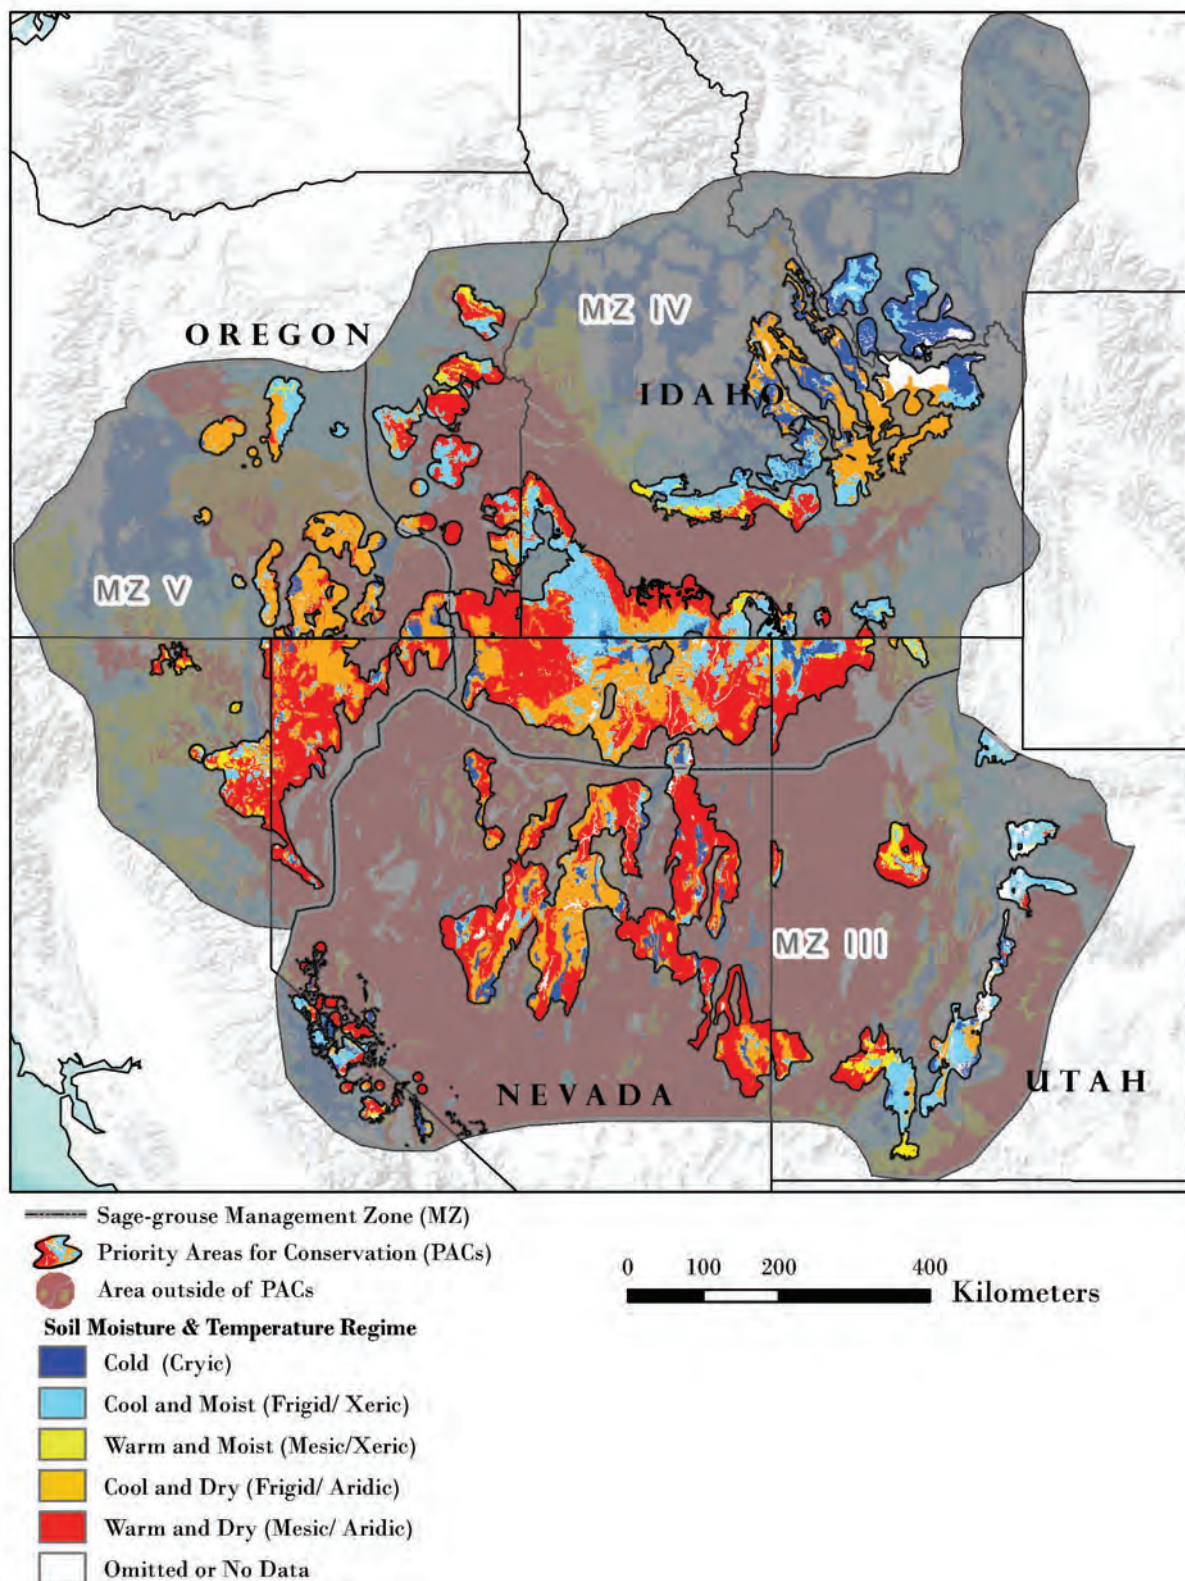 MZ IV
OREGON
IDAHO
MZ V
MZ III
NEVADA
UTAH
Sage-grouse Management Zone (MZ)
Priority Areas for Conservation (PACs)
Area outside of PACs
0 100 200 400 Kilometers
Soil Moisture & Temperature Regime
Cold (Cryic)
Cool and Moist (Frigid/ Xeric)
Warm and Moist (Mesic/Xeric)
Cool and Dry (Frigid/ Aridic)
Warm and Dry (Mesic/ Aridic)
Omitted or No Data